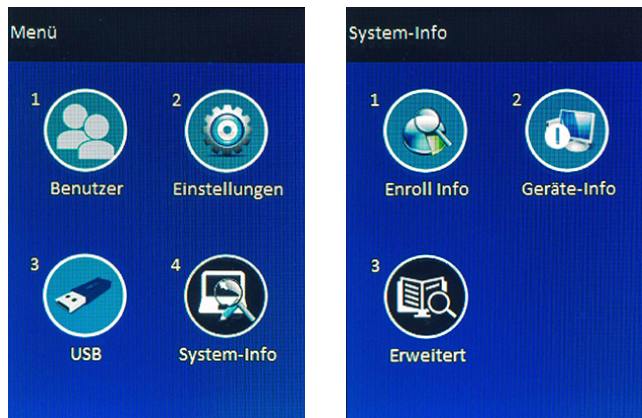 Menü
1
2
Benutzer
Einstellungen
3
4
USB
System-Info
System-Info
1
2
Enroll Info
Geräte-Info
3
Erweitert